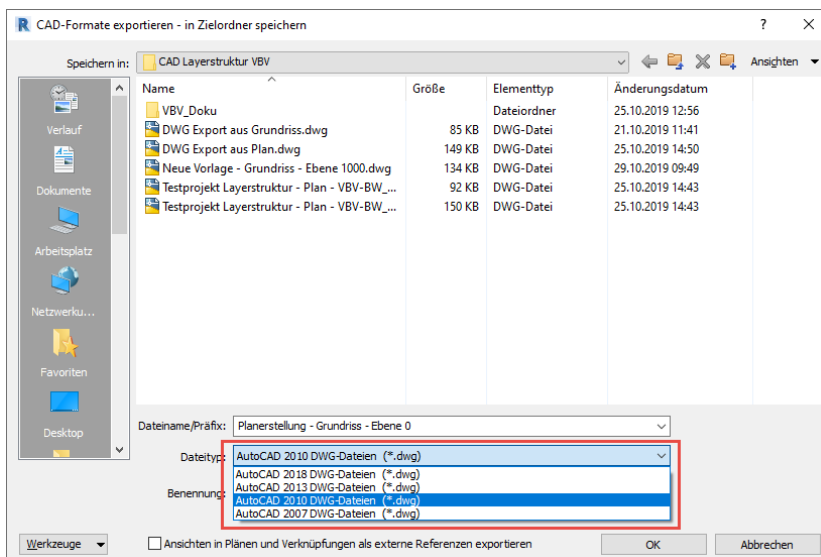 CAD-Formate exportieren - in Zielordner speichern
Speichern in: CAD Layerstruktur VBV Ansichten
Name Größe Elementtyp Änderungsdatum
VBV_Doku Dateiordner 25.10.2019 12:56
DWG Export aus Grundriss.dwg 85 KB DWG-Datei 21.10.2019 11:41
DWG Export aus Plan.dwg 149 KB DWG-Datei 25.10.2019 14:50
Neue Vorlage - Grundriss - Ebene 1000.dwg 134 KB DWG-Datei 29.10.2019 09:49
Testprojekt Layerstruktur - Plan - VBV-BW_... 92 KB DWG-Datei 25.10.2019 14:43
Testprojekt Layerstruktur - Plan - VBV-BW_... 150 KB DWG-Datei 25.10.2019 14:43
Verlauf
Dokumente
Arbeitsplatz
Netzwerku...
Favoriten
Desktop
Dateiname/Präfix: Planerstellung - Grundriss - Ebene 0
Dateityp: AutoCAD 2010 DWG-Dateien (*.dwg)
AutoCAD 2018 DWG-Dateien (*.dwg)
AutoCAD 2013 DWG-Dateien (*.dwg)
Benennung: AutoCAD 2010 DWG-Dateien (*.dwg)
AutoCAD 2007 DWG-Dateien (*.dwg)
Werkzeuge Ansichten in Plänen und Verknüpfungen als externe Referenzen exportieren OK Abbrechen